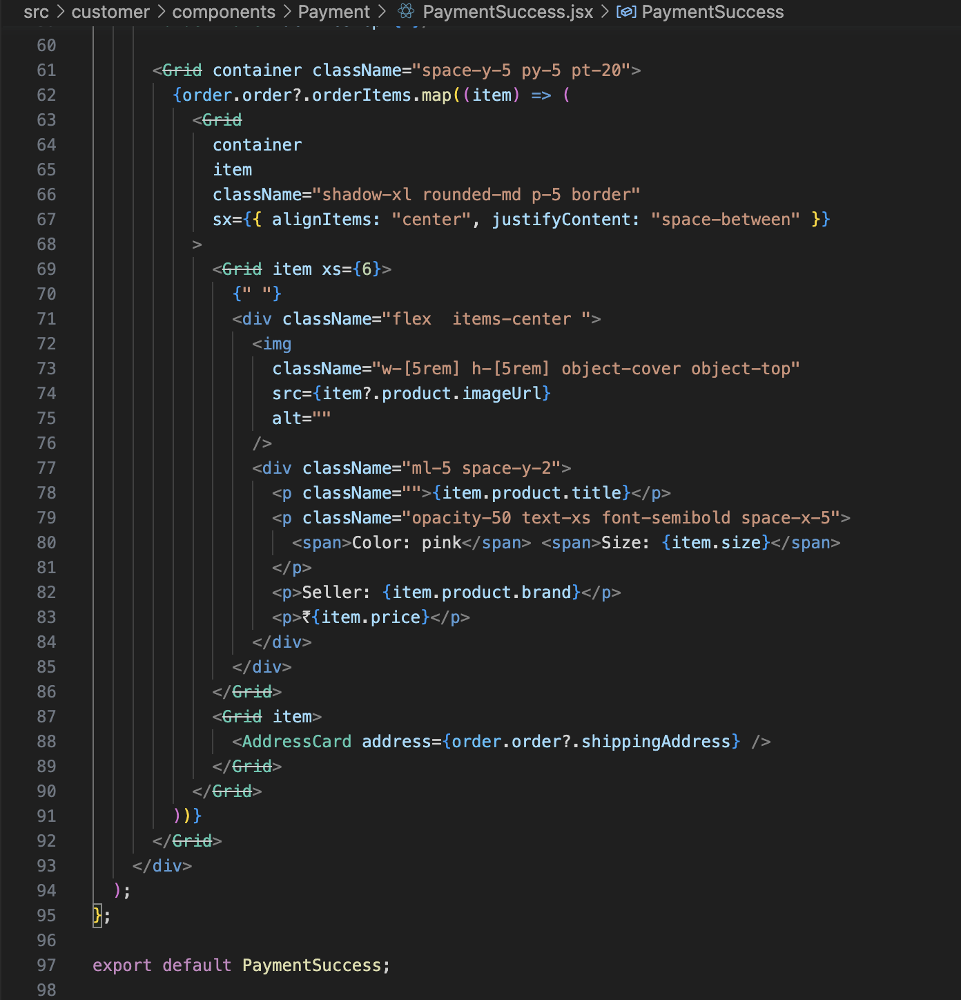 src > customer > components > Payment > PaymentSuccess.jsx > PaymentSuccess
60
61 <Grid container className="space-y-5 py-5 pt-20">
62 {order.order?.orderItems.map((item) => (
63 <Grid
64 container
65 item
66 className="shadow-xl rounded-md p-5 border"
67 sx={{ alignItems: "center", justifyContent: "space-between" }}
68 >
69 <Grid item xs={6}>
70 {" "}
71 <div className="flex  items-center ">
72 <img
73 className="w-[5rem] h-[5rem] object-cover object-top"
74 src={item?.product.imageUrl}
75 alt=""
76 />
77 <div className="ml-5 space-y-2">
78 <p className="">{item.product.title}</p>
79 <p className="opacity-50 text-xs font-semibold space-x-5">
80 <span>Color: pink</span> <span>Size: {item.size}</span>
81 </p>
82 <p>Seller: {item.product.brand}</p>
83 <p>₹{item.price}</p>
84 </div>
85 </div>
86 </Grid>
87 <Grid item>
88 <AddressCard address={order.order?.shippingAddress} />
89 </Grid>
90 </Grid>
91 ))}
92 </Grid>
93 </div>
94 );
95 };
96
97 export default PaymentSuccess;
98